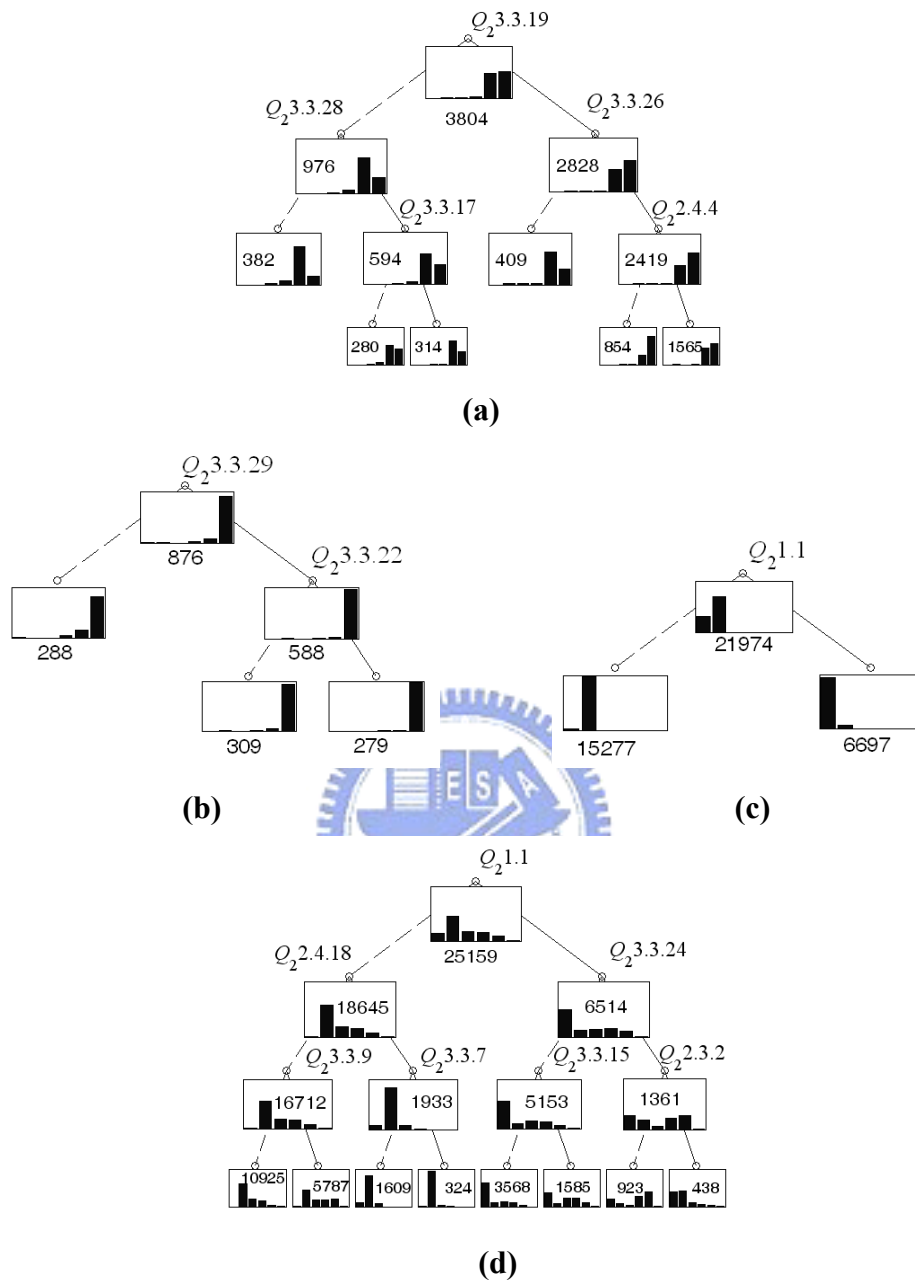 Q₂3.3.19
3804
Q₂3.3.28
Q₂3.3.26
976
2828
Q₂3.3.17
Q₂2.4.4
382
594
409
2419
280
314
854
1565
(a)
Q₂3.3.29
876
Q₂3.3.22
288
588
309
279
(b)
Q₂1.1
21974
15277
6697
(c)
E S A
Q₂1.1
25159
Q₂2.4.18
Q₂3.3.24
18645
6514
Q₂3.3.9
Q₂3.3.7
Q₂3.3.15
Q₂2.3.2
16712
1933
5153
1361
10925
5787
1609
324
3568
1585
923
438
(d)